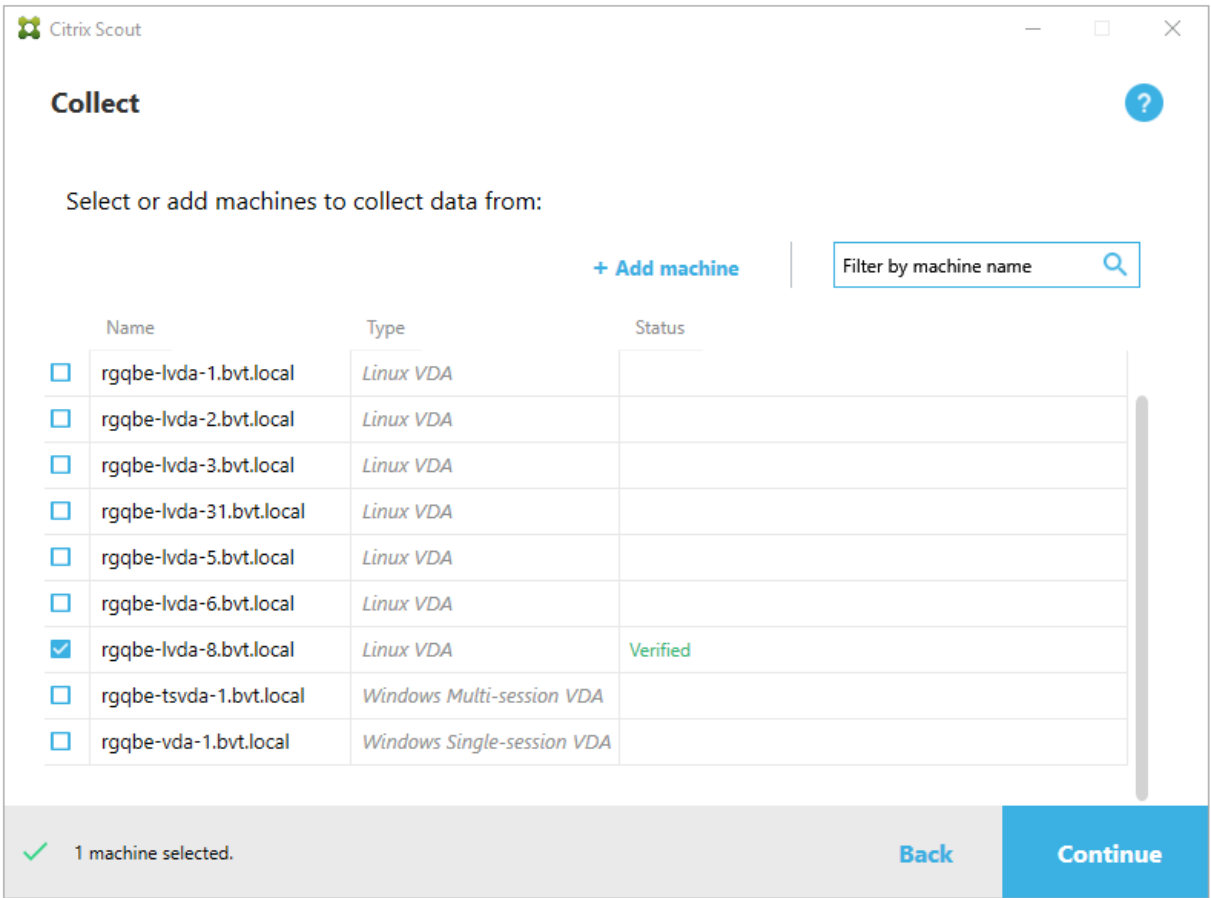 Citrix Scout
Collect
?
Select or add machines to collect data from:
+ Add machine
Filter by machine name
Name Type Status
rgqbe-lvda-1.bvt.local Linux VDA
rgqbe-lvda-2.bvt.local Linux VDA
rgqbe-lvda-3.bvt.local Linux VDA
rgqbe-lvda-31.bvt.local Linux VDA
rgqbe-lvda-5.bvt.local Linux VDA
rgqbe-lvda-6.bvt.local Linux VDA
rgqbe-lvda-8.bvt.local Linux VDA Verified
rgqbe-tsvda-1.bvt.local Windows Multi-session VDA
rgqbe-vda-1.bvt.local Windows Single-session VDA
1 machine selected.
Back
Continue